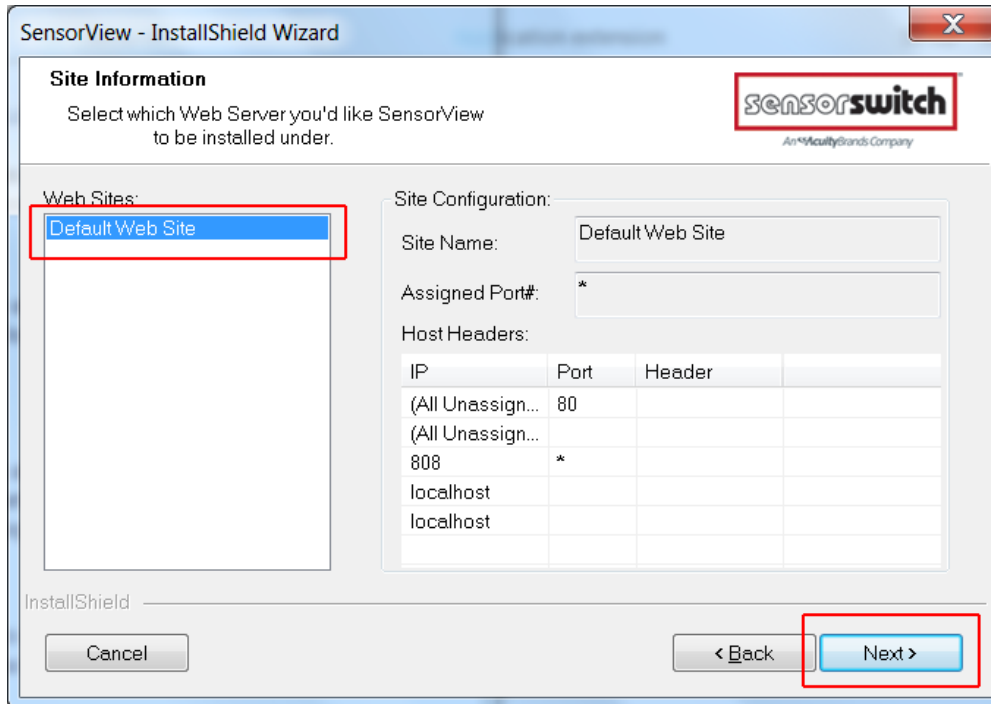 SensorView - InstallShield Wizard
Site Information
Select which Web Server you'd like SensorView
to be installed under.
sensorswitch
An AcuityBrands Company
Web Sites:
Default Web Site
Site Configuration:
Site Name:
Default Web Site
Assigned Port#:
*
Host Headers:
IP Port Header
(All Unassign... 80
(All Unassign...
808 *
localhost
localhost
InstallShield
Cancel
< Back
Next >